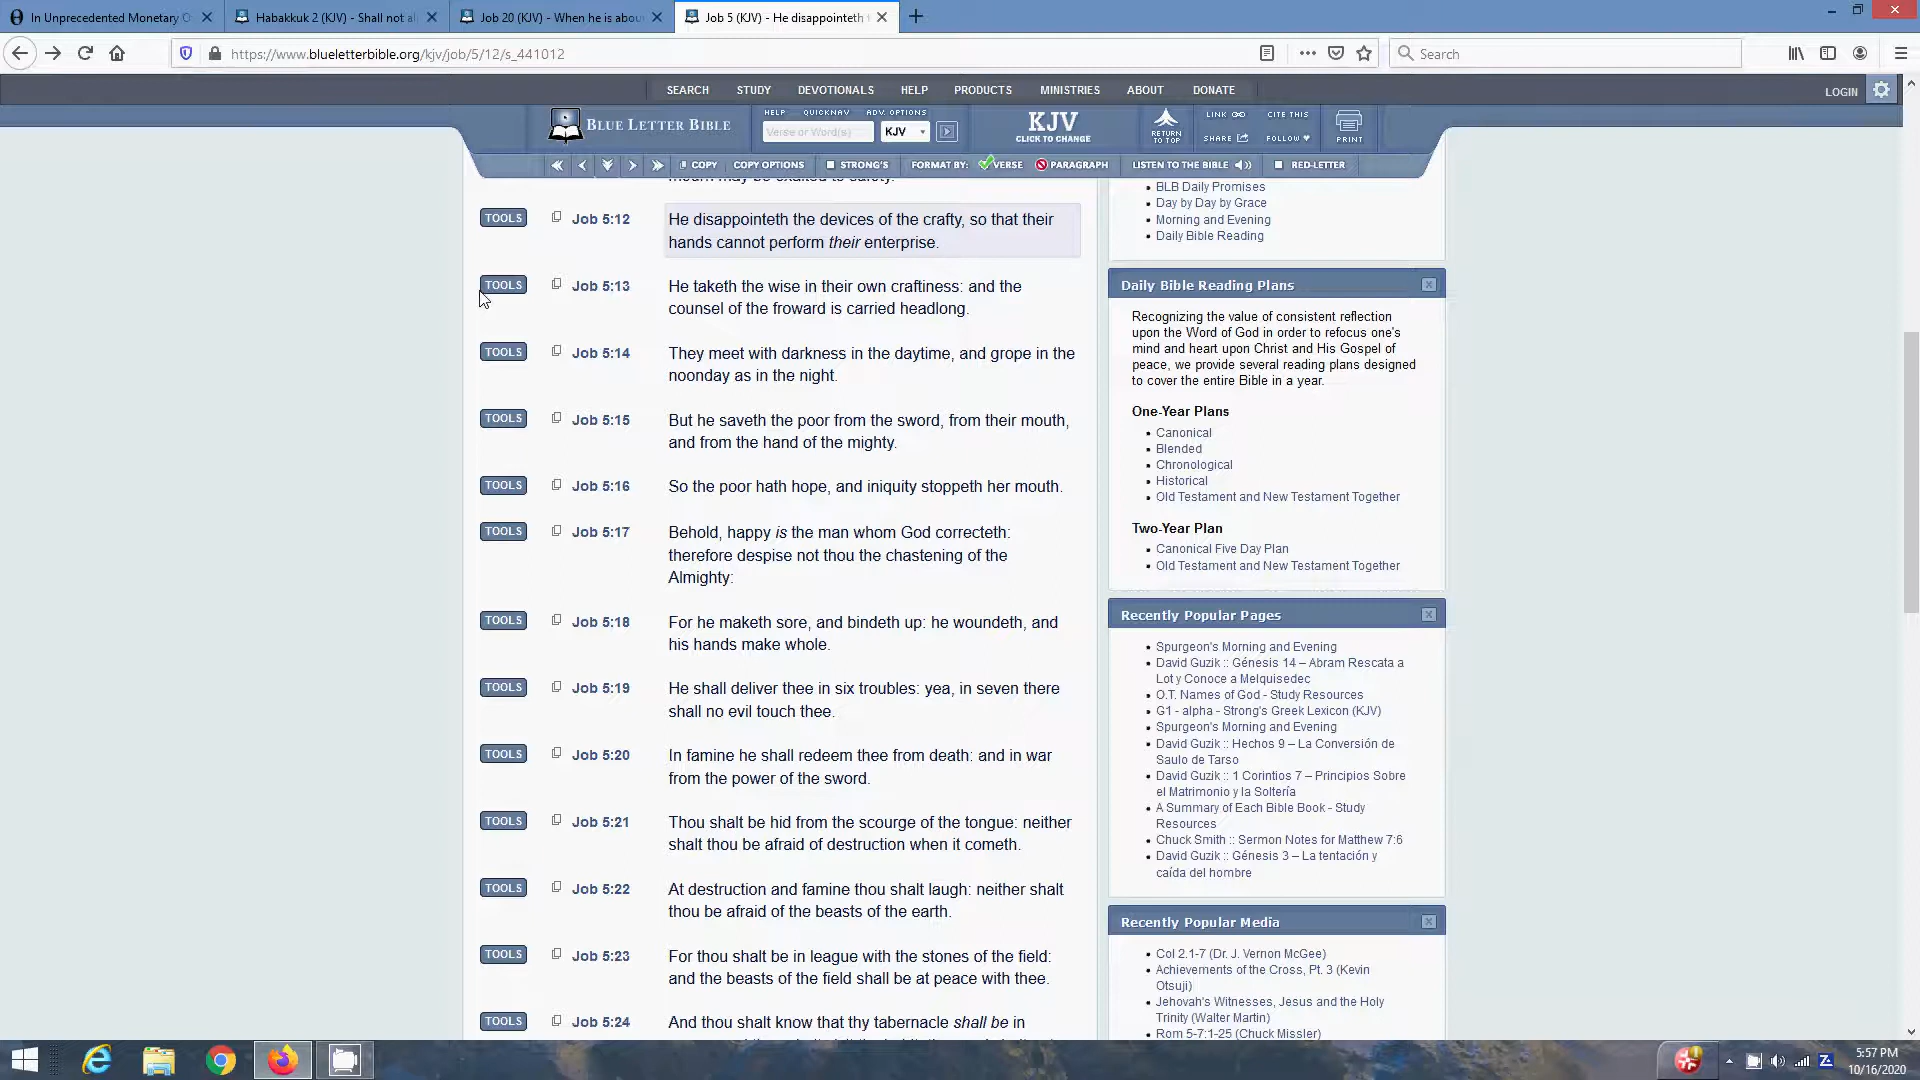 In Unprecedented Monetary O
Habakkuk 2 (KJV) - Shall not al
Job 20 (KJV) - When he is abou
Job 5 (KJV) - He disappointeth t
https://www.blueletterbible.org/kjv/job/5/12/s_441012
Search
SEARCH STUDY DEVOTIONALS HELP PRODUCTS MINISTRIES ABOUT DONATE
LOGIN
BLUE LETTER BIBLE
HELP QUICKNAV ADV. OPTIONS
Verse or Word(s) KJV
KJV
CLICK TO CHANGE
RETURN
TO TOP
LINK CITE THIS
SHARE FOLLOW
PRINT
COPY COPY OPTIONS STRONG'S FORMAT BY: VERSE PARAGRAPH LISTEN TO THE BIBLE RED-LETTER
mourn may be exalted to safety.
TOOLS Job 5:12 He disappointeth the devices of the crafty, so that their
hands cannot perform their enterprise.
TOOLS Job 5:13 He taketh the wise in their own craftiness: and the
counsel of the froward is carried headlong.
TOOLS Job 5:14 They meet with darkness in the daytime, and grope in the
noonday as in the night.
TOOLS Job 5:15 But he saveth the poor from the sword, from their mouth,
and from the hand of the mighty.
TOOLS Job 5:16 So the poor hath hope, and iniquity stoppeth her mouth.
TOOLS Job 5:17 Behold, happy is the man whom God correcteth:
therefore despise not thou the chastening of the
Almighty:
TOOLS Job 5:18 For he maketh sore, and bindeth up: he woundeth, and
his hands make whole.
TOOLS Job 5:19 He shall deliver thee in six troubles: yea, in seven there
shall no evil touch thee.
TOOLS Job 5:20 In famine he shall redeem thee from death: and in war
from the power of the sword.
TOOLS Job 5:21 Thou shalt be hid from the scourge of the tongue: neither
shalt thou be afraid of destruction when it cometh.
TOOLS Job 5:22 At destruction and famine thou shalt laugh: neither shalt
thou be afraid of the beasts of the earth.
TOOLS Job 5:23 For thou shalt be in league with the stones of the field:
and the beasts of the field shall be at peace with thee.
TOOLS Job 5:24 And thou shalt know that thy tabernacle shall be in
BLB Daily Promises
Day by Day by Grace
Morning and Evening
Daily Bible Reading
Daily Bible Reading Plans
Recognizing the value of consistent reflection
upon the Word of God in order to refocus one's
mind and heart upon Christ and His Gospel of
peace, we provide several reading plans designed
to cover the entire Bible in a year.
One-Year Plans
Canonical
Blended
Chronological
Historical
Old Testament and New Testament Together
Two-Year Plan
Canonical Five Day Plan
Old Testament and New Testament Together
Recently Popular Pages
Spurgeon's Morning and Evening
David Guzik :: Génesis 14 – Abram Rescata a
Lot y Conoce a Melquisedec
O.T. Names of God - Study Resources
G1 - alpha - Strong's Greek Lexicon (KJV)
Spurgeon's Morning and Evening
David Guzik :: Hechos 9 – La Conversión de
Saulo de Tarso
David Guzik :: 1 Corintios 7 – Principios Sobre
el Matrimonio y la Soltería
A Summary of Each Bible Book - Study
Resources
Chuck Smith :: Sermon Notes for Matthew 7:6
David Guzik :: Génesis 3 – La tentación y
caída del hombre
Recently Popular Media
Col 2.1-7 (Dr. J. Vernon McGee)
Achievements of the Cross, Pt. 3 (Kevin
Otsuji)
Jehovah's Witnesses, Jesus and the Holy
Trinity (Walter Martin)
Rom 5-7:1-25 (Chuck Missler)
5:57 PM
10/16/2020